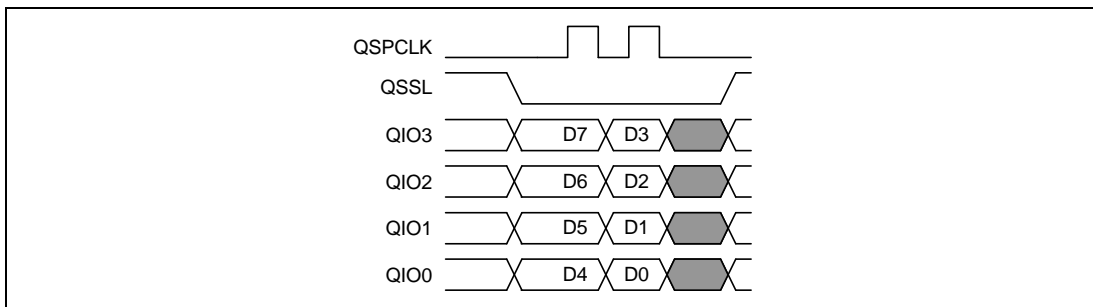 QSPCLK
QSSL
QIO3 D7 D3
QIO2 D6 D2
QIO1 D5 D1
QIO0 D4 D0